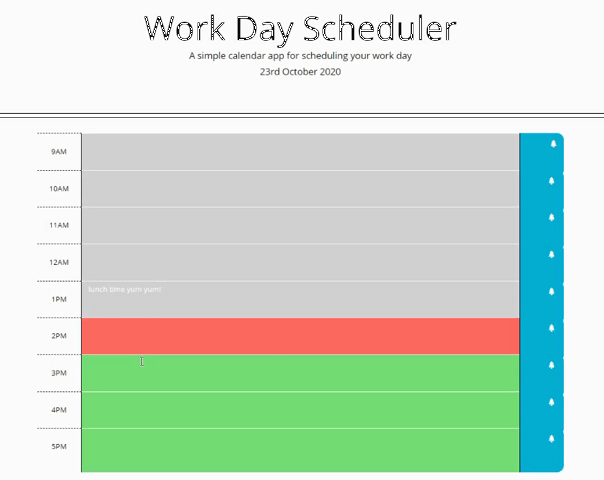 Work Day Scheduler
A simple calendar app for scheduling your work day
23rd October 2020
9AM
10AM
11AM
12AM
lunch time yum yum!
1PM
2PM
3PM
4PM
5PM